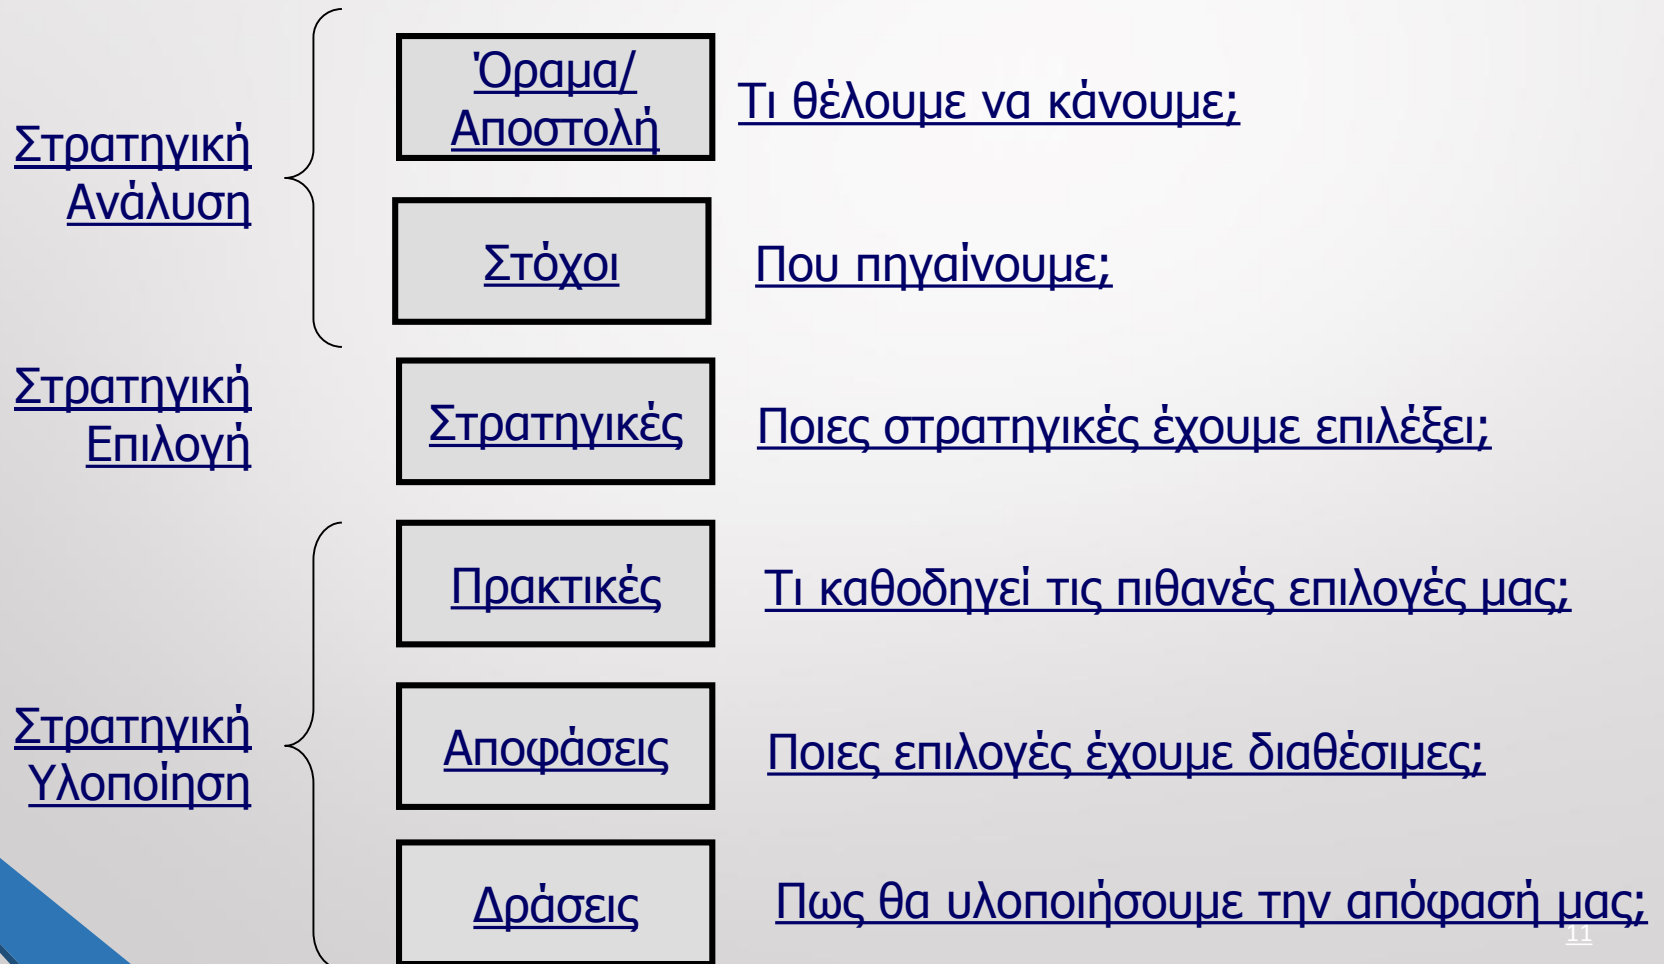 Όραμα/
Αποστολή
Τι θέλουμε να κάνουμε;
Στρατηγική
Ανάλυση
Στόχοι
Που πηγαίνουμε;
Στρατηγική
Επιλογή
Στρατηγικές
Ποιες στρατηγικές έχουμε επιλέξει;
Πρακτικές
Τι καθοδηγεί τις πιθανές επιλογές μας;
Στρατηγική
Υλοποίηση
Αποφάσεις
Ποιες επιλογές έχουμε διαθέσιμες;
Δράσεις
Πως θα υλοποιήσουμε την απόφασή μας;
11